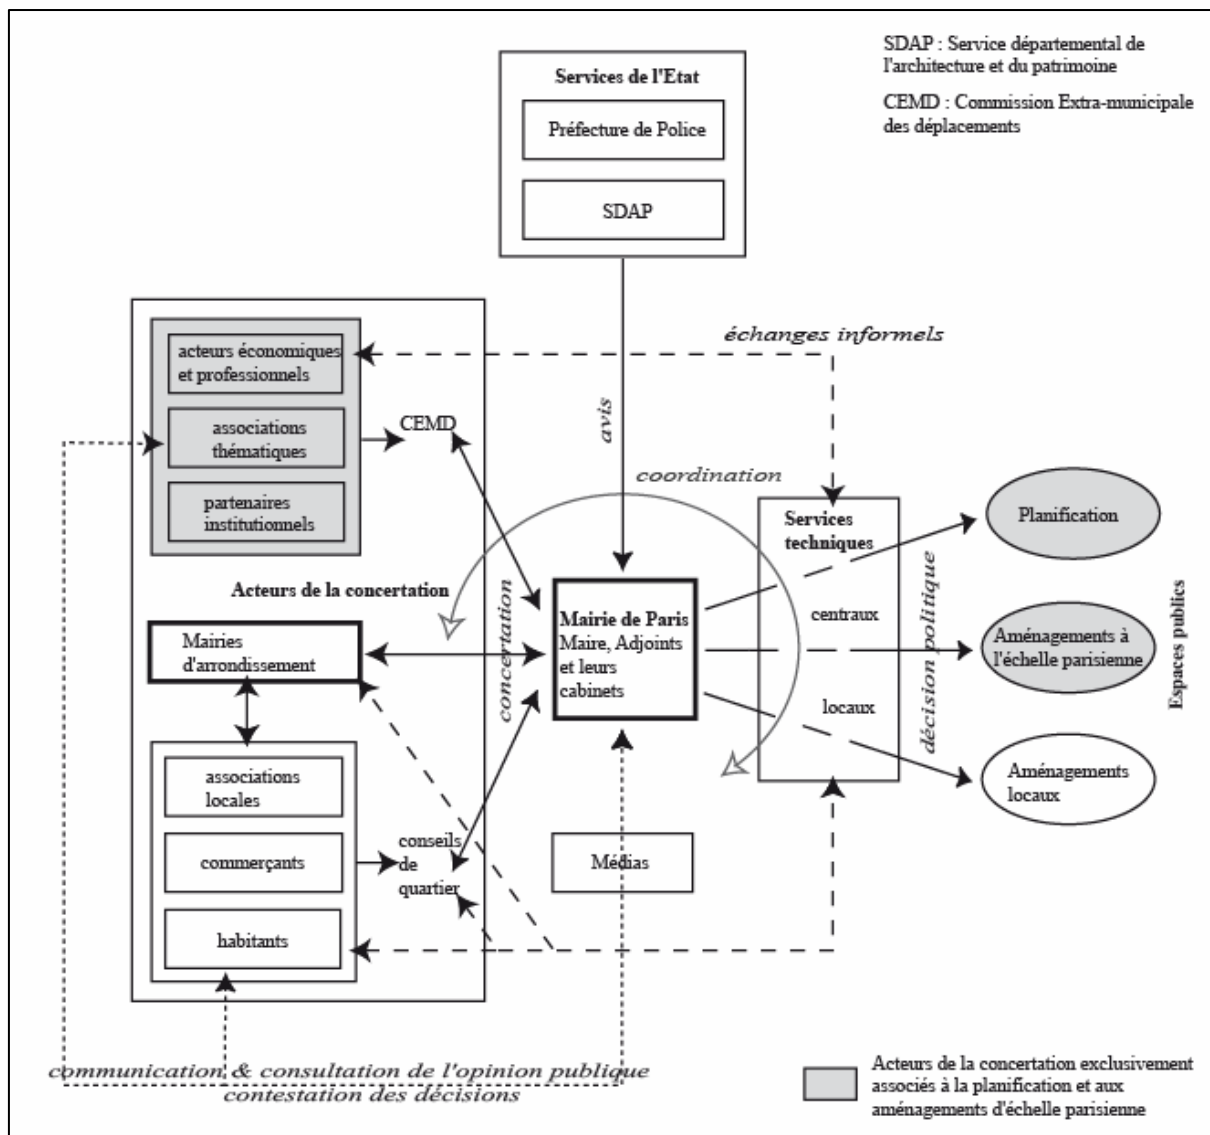 SDAP : Service départemental de
l'architecture et du patrimoine
CEMD : Commission Extra-municipale
des déplacements
Services de l'Etat
Préfecture de Police
SDAP
échanges informels
acteurs économiques
et professionnels
associations
thématiques
partenaires
institutionnels
CEMD
avis
coordination
Services
techniques
centraux
locaux
Planification
Acteurs de la concertation
concertation
Mairie de Paris
Maire, Adjoints
et leurs
cabinets
décision politique
Aménagements à
l'échelle parisienne
Espaces publics
Mairies
d'arrondissement
Aménagements
locaux
associations
locales
commerçants
habitants
conseils
de
quartier
Médias
communication & consultation de l'opinion publique
contestation des décisions
Acteurs de la concertation exclusivement
associés à la planification et aux
aménagements d'échelle parisienne